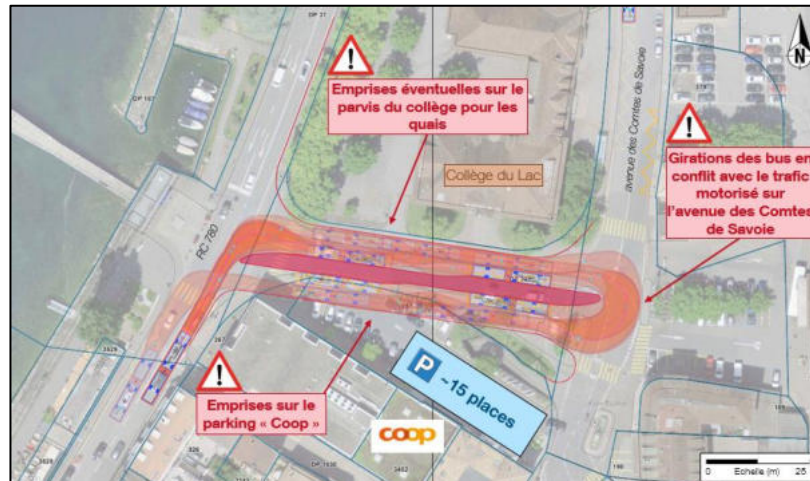 DP 31
N
Emprises éventuelles sur le
parvis du collège pour les
quais
avenue des Comtes de Savoie
Girations des bus en
conflit avec le trafic
motorisé sur
l'avenue des Comtes
de Savoie
Collège du Lac
RC 780
Emprises sur le
parking « Coop »
P ~15 places
coop
0 Echelle (m) 25